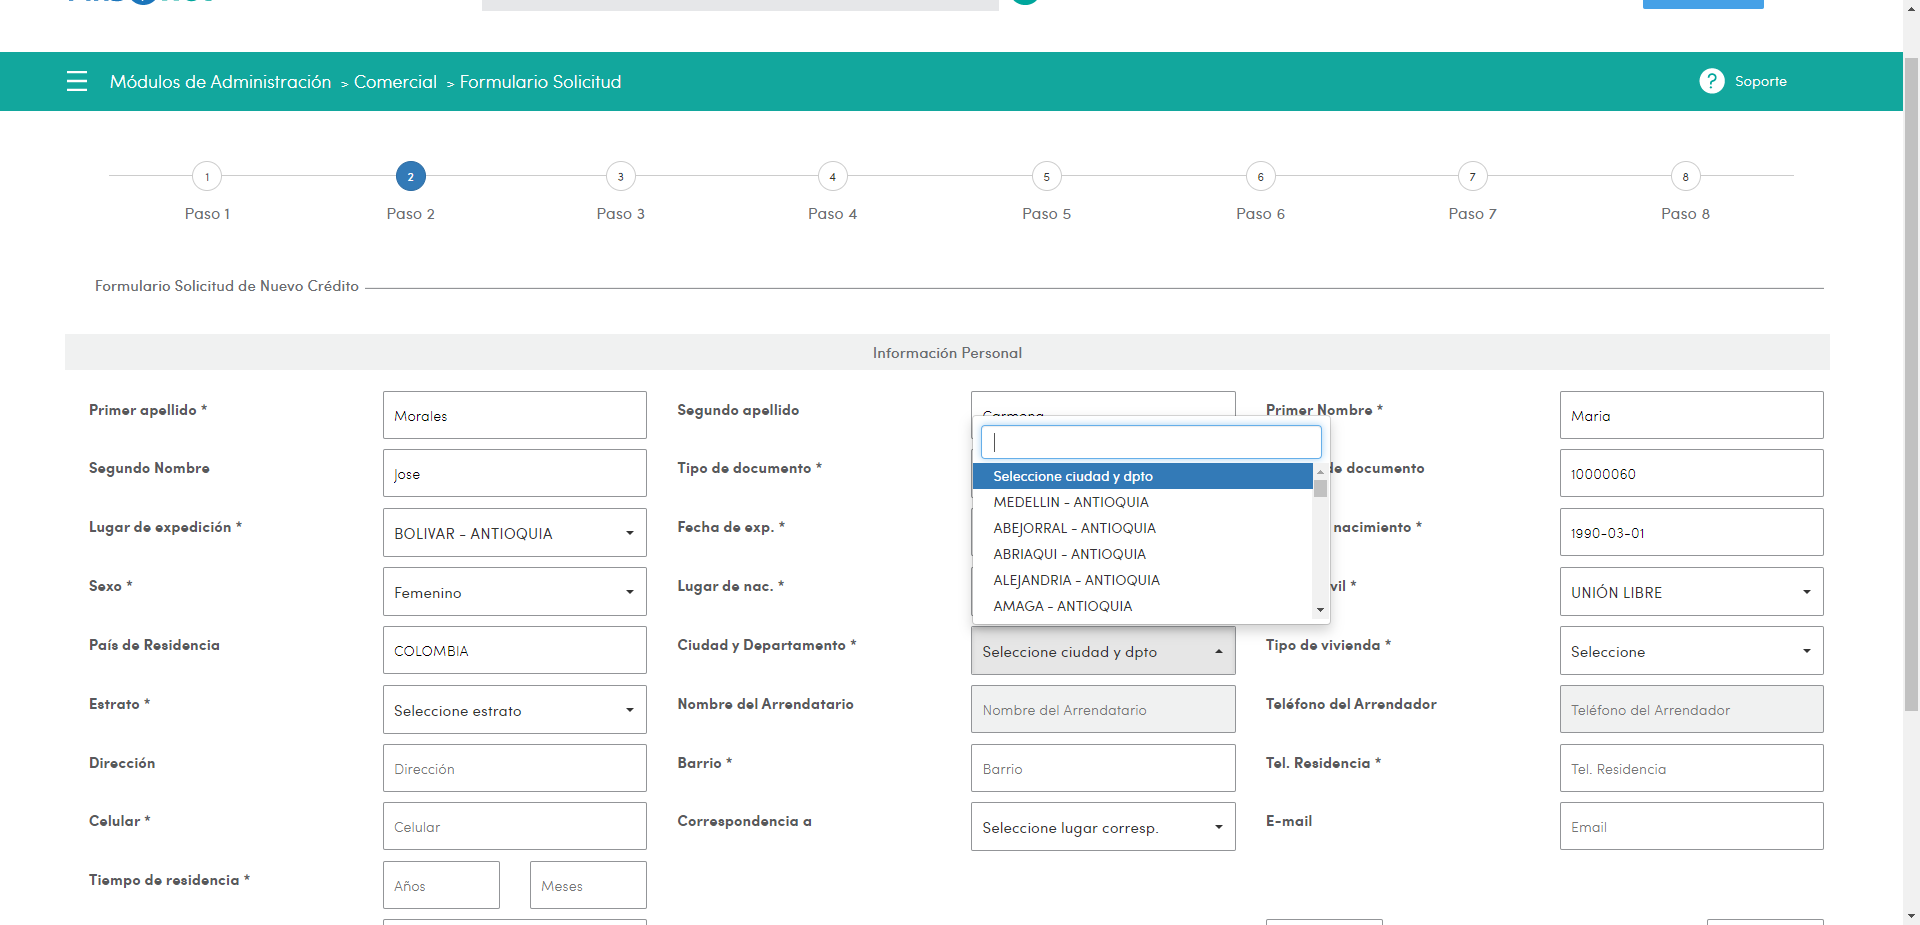 Módulos de Administración > Comercial > Formulario Solicitud
? Soporte
1 2 3 4 5 6 7 8
Paso 1 Paso 2 Paso 3 Paso 4 Paso 5 Paso 6 Paso 7 Paso 8
Formulario Solicitud de Nuevo Crédito
Información Personal
Primer apellido * Morales Segundo apellido Carmona Primer Nombre * Maria
Segundo Nombre Jose Tipo de documento * de documento 10000060
Lugar de expedición * BOLIVAR - ANTIOQUIA Fecha de exp. * nacimiento * 1990-03-01
Sexo * Femenino Lugar de nac. * vil * UNIÓN LIBRE
Seleccione ciudad y dpto
MEDELLIN - ANTIOQUIA
ABEJORRAL - ANTIOQUIA
ABRIAQUI - ANTIOQUIA
ALEJANDRIA - ANTIOQUIA
AMAGA - ANTIOQUIA
País de Residencia COLOMBIA Ciudad y Departamento * Seleccione ciudad y dpto Tipo de vivienda * Seleccione
Estrato * Seleccione estrato Nombre del Arrendatario Nombre del Arrendatario Teléfono del Arrendador Teléfono del Arrendador
Dirección Dirección Barrio * Barrio Tel. Residencia * Tel. Residencia
Celular * Celular Correspondencia a Seleccione lugar corresp. E-mail Email
Tiempo de residencia * Años Meses